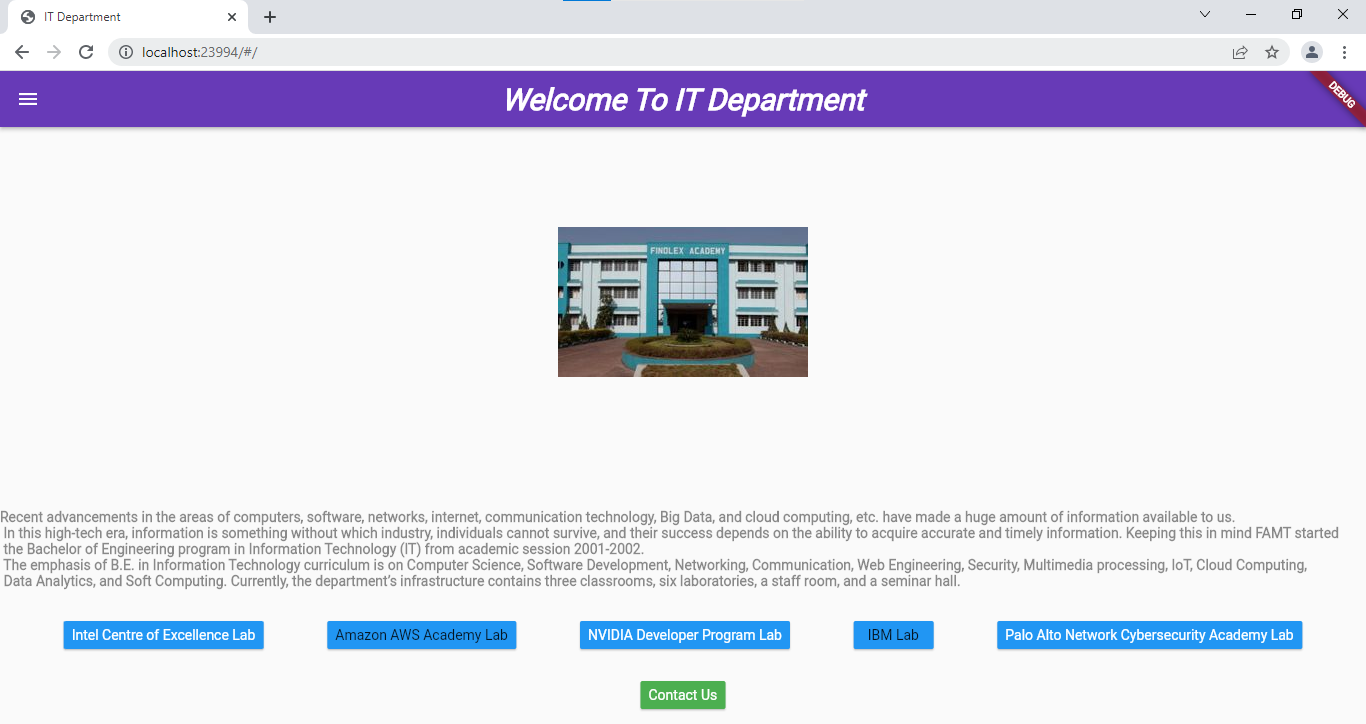 IT Department
localhost:23994/#/
Welcome To IT Department
DEBUG
FINOLEX ACADEMY
Recent advancements in the areas of computers, software, networks, internet, communication technology, Big Data, and cloud computing, etc. have made a huge amount of information available to us.
In this high-tech era, information is something without which industry, individuals cannot survive, and their success depends on the ability to acquire accurate and timely information. Keeping this in mind FAMT started
the Bachelor of Engineering program in Information Technology (IT) from academic session 2001-2002.
The emphasis of B.E. in Information Technology curriculum is on Computer Science, Software Development, Networking, Communication, Web Engineering, Security, Multimedia processing, IoT, Cloud Computing,
Data Analytics, and Soft Computing. Currently, the department’s infrastructure contains three classrooms, six laboratories, a staff room, and a seminar hall.
Intel Centre of Excellence Lab
Amazon AWS Academy Lab
NVIDIA Developer Program Lab
IBM Lab
Palo Alto Network Cybersecurity Academy Lab
Contact Us